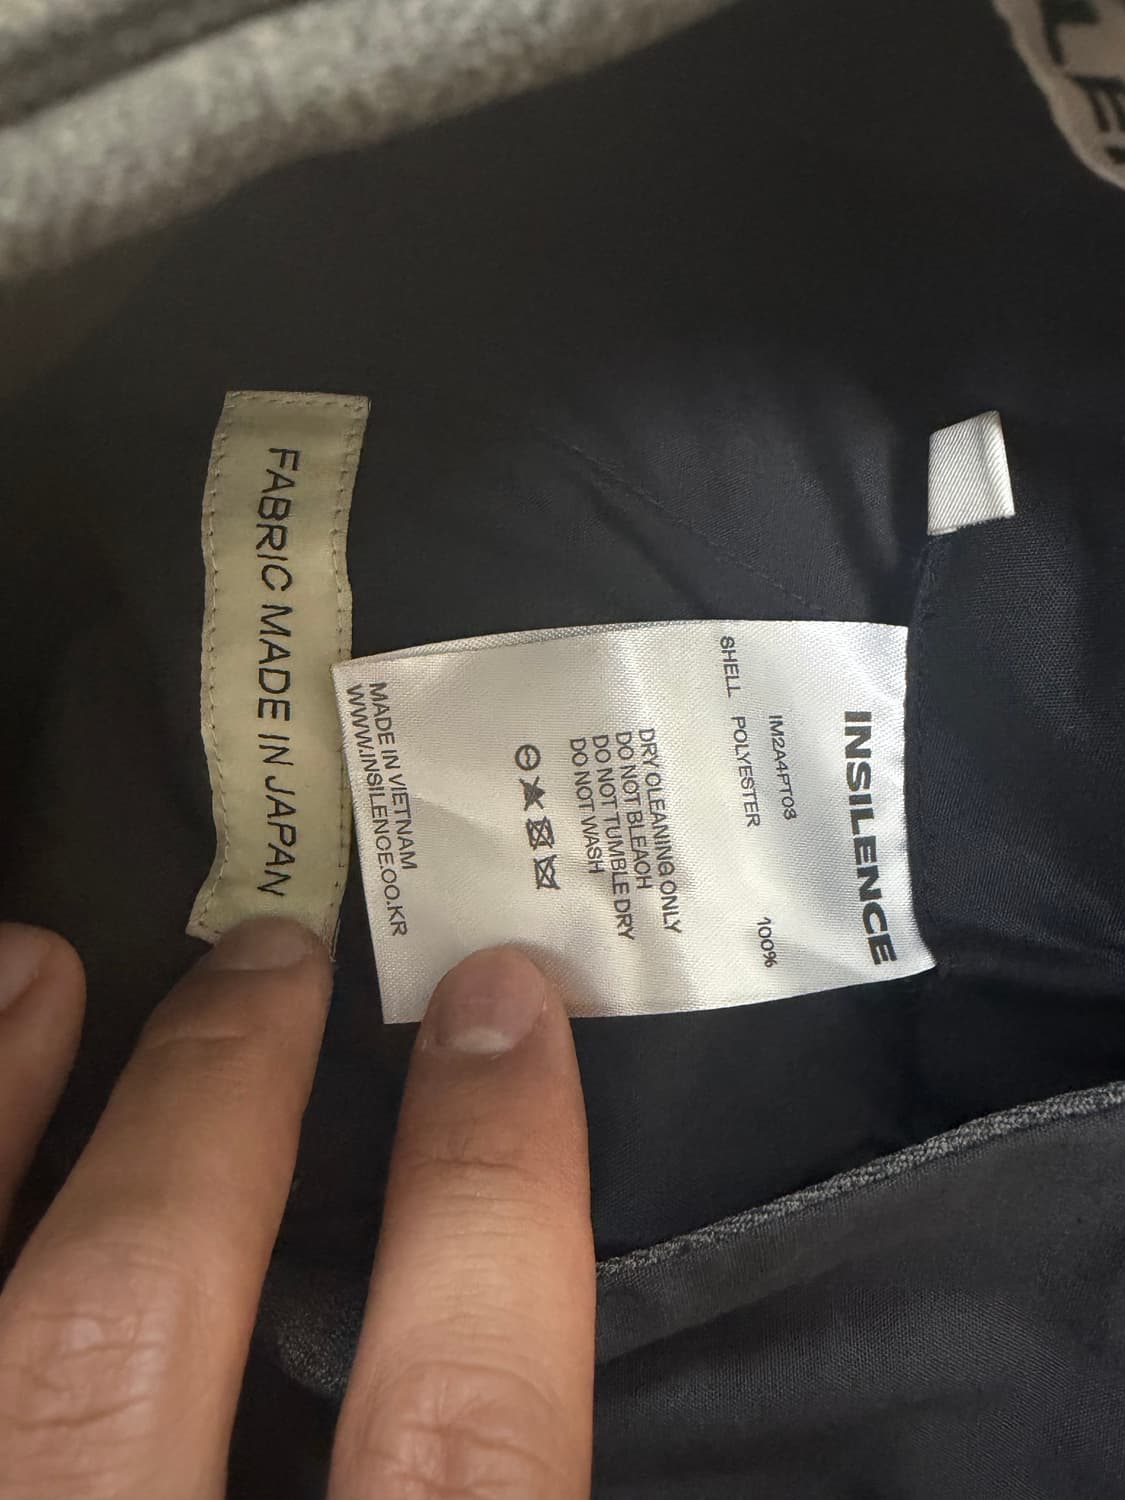 INSILENCE
IM2A4PT03
SHELL POLYESTER 100%
DRY CLEANING ONLY
DO NOT BLEACH
DO NOT TUMBLE DRY
DO NOT WASH
MADE IN VIETNAM
WWW.INSILENCE.CO.KR
FABRIC MADE IN JAPAN